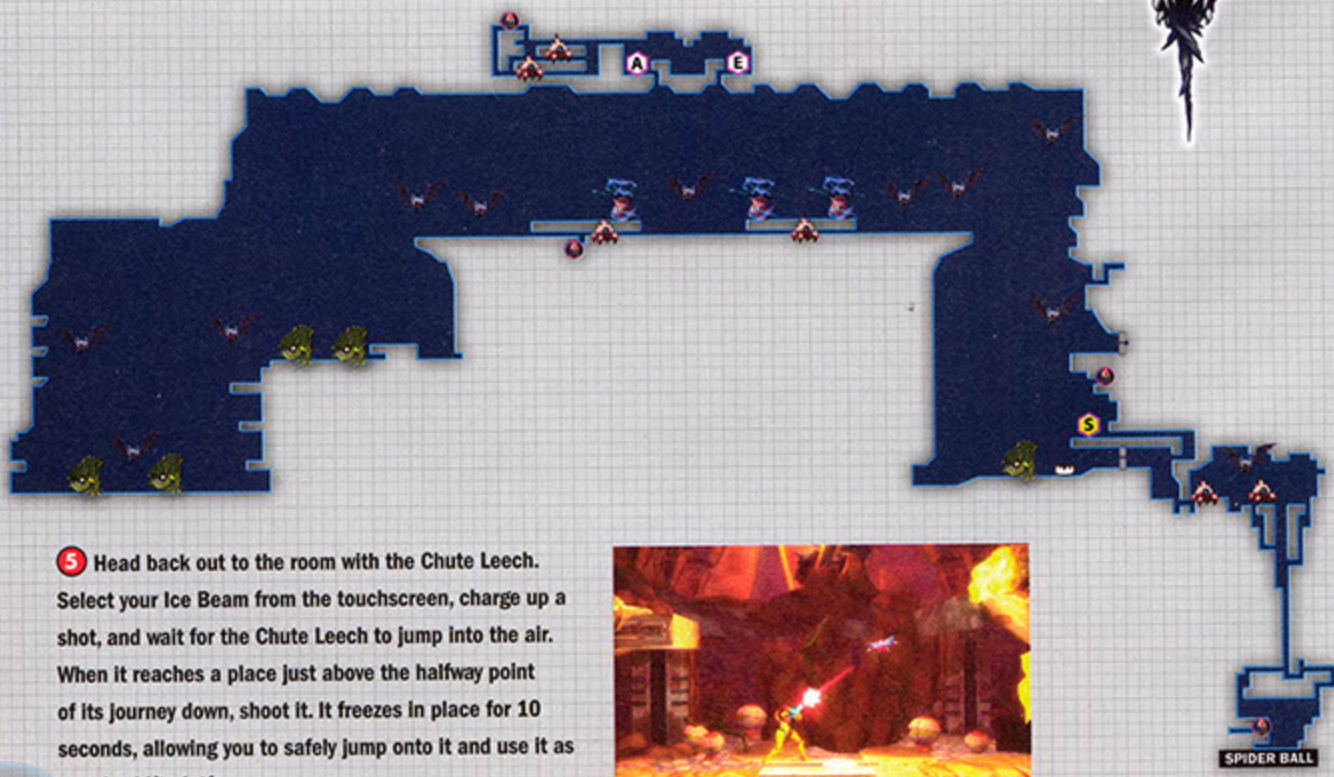 A
E
S
5 Head back out to the room with the Chute Leech.
Select your Ice Beam from the touchscreen, charge up a
shot, and wait for the Chute Leech to jump into the air.
When it reaches a place just above the halfway point
of its journey down, shoot it. It freezes in place for 10
seconds, allowing you to safely jump onto it and use it as
SPIDER BALL